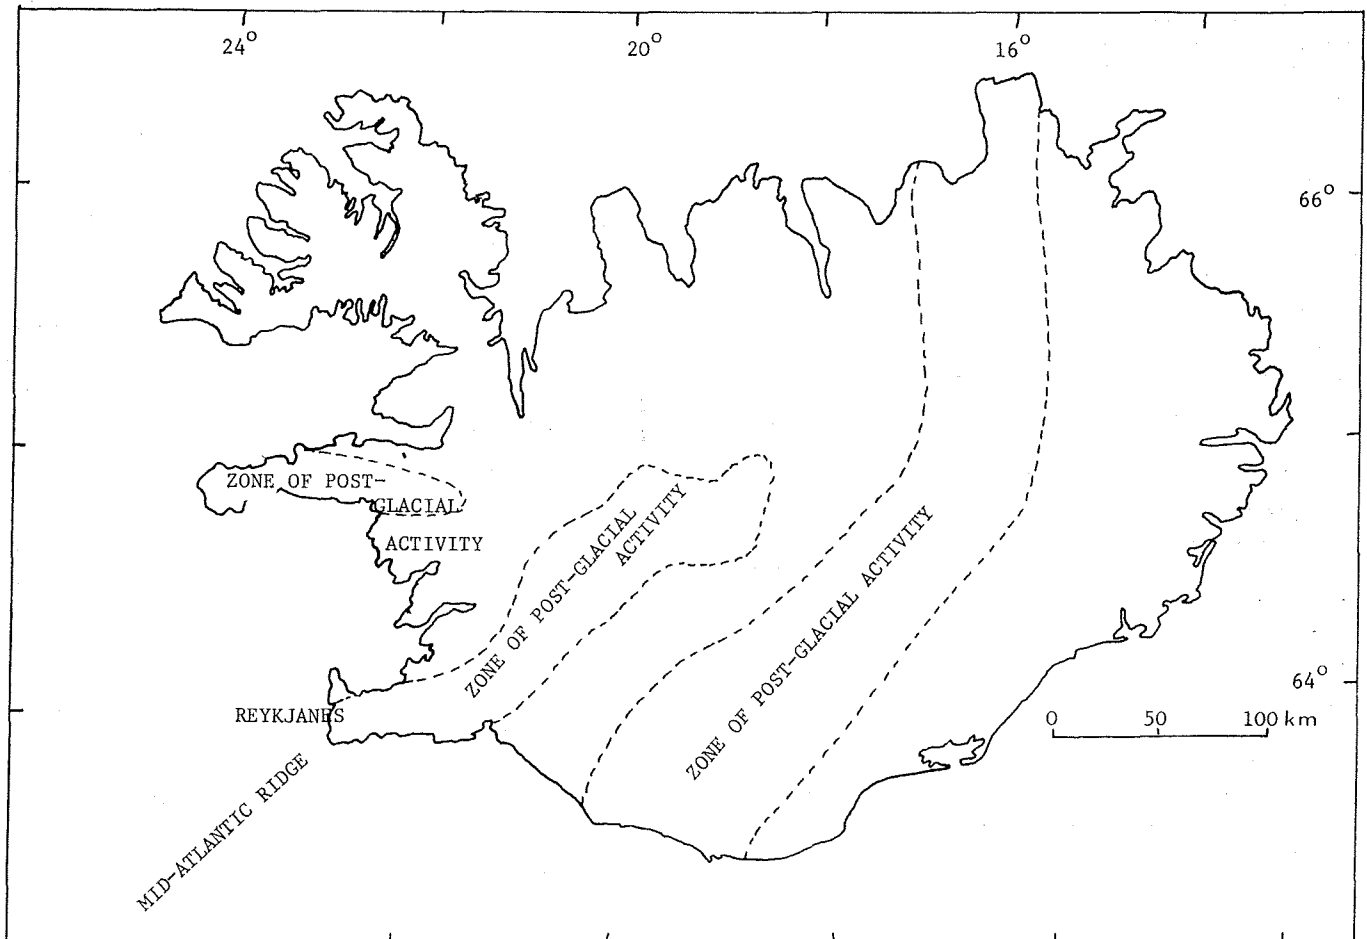 24°
20°
16°
66°
ZONE OF POST-
GLACIAL
ACTIVITY
ZONE OF POST-GLACIAL
ACTIVITY
ZONE OF POST-GLACIAL ACTIVITY
64°
REYKJANES
0 50 100 km
MID-ATLANTIC RIDGE